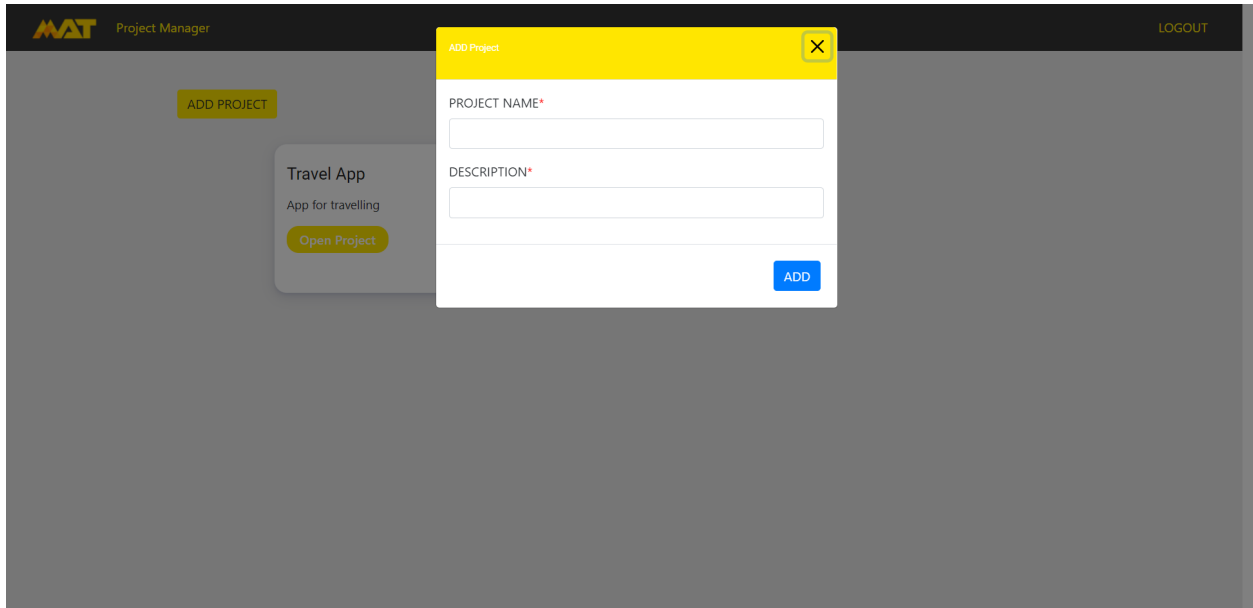 MAT Project Manager LOGOUT
ADD Project
ADD PROJECT
PROJECT NAME*
DESCRIPTION*
ADD
Travel App
App for travelling
Open Project